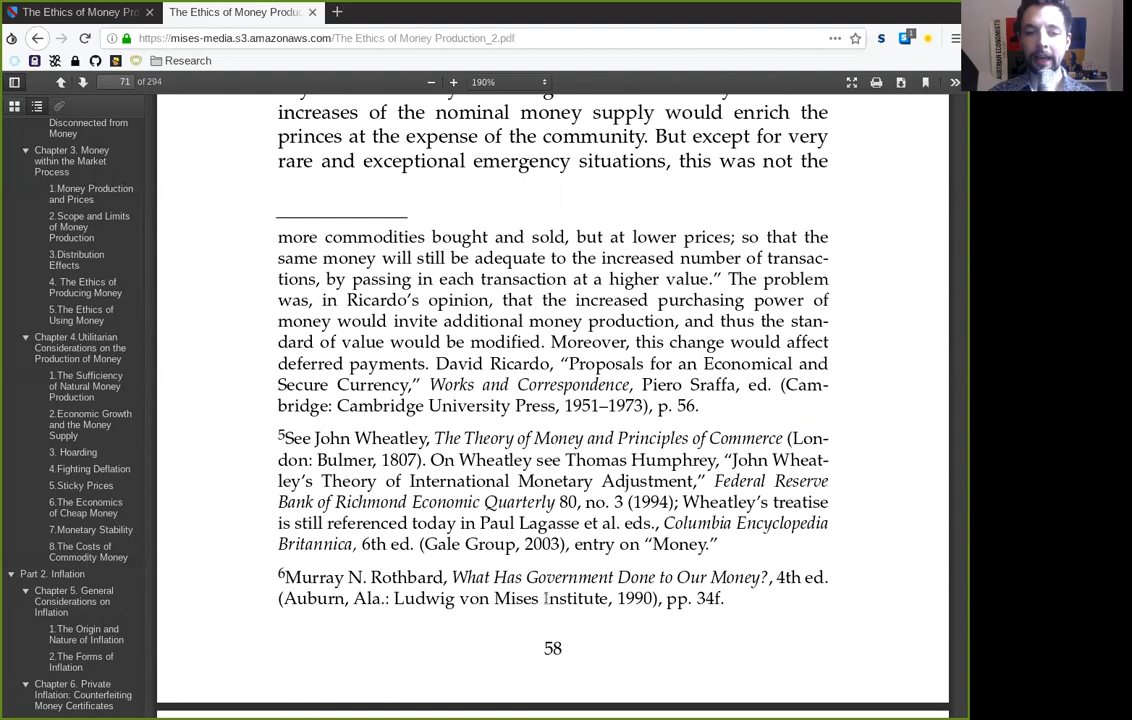 The Ethics of Money Pro
The Ethics of Money Produc
https://mises-media.s3.amazonaws.com/The Ethics of Money Production_2.pdf
S
1
Research
71 of 294
190%
AUSTRIAN ECONOMISTS
Disconnected from
Money
Chapter 3. Money
within the Market
Process
1.Money Production
and Prices
2.Scope and Limits
of Money
Production
3.Distribution
Effects
4. The Ethics of
Producing Money
5.The Ethics of
Using Money
Chapter 4.Utilitarian
Considerations on the
Production of Money
1.The Sufficiency
of Natural Money
Production
2.Economic Growth
and the Money
Supply
3. Hoarding
4.Fighting Deflation
5.Sticky Prices
6.The Economics
of Cheap Money
7.Monetary Stability
8.The Costs of
Commodity Money
Part 2. Inflation
Chapter 5. General
Considerations on
Inflation
1.The Origin and
Nature of Inflation
2.The Forms of
Inflation
Chapter 6. Private
Inflation: Counterfeiting
Money Certificates
increases of the nominal money supply would enrich the
princes at the expense of the community. But except for very
rare and exceptional emergency situations, this was not the
more commodities bought and sold, but at lower prices; so that the
same money will still be adequate to the increased number of transac-
tions, by passing in each transaction at a higher value.” The problem
was, in Ricardo’s opinion, that the increased purchasing power of
money would invite additional money production, and thus the stan-
dard of value would be modified. Moreover, this change would affect
deferred payments. David Ricardo, “Proposals for an Economical and
Secure Currency,” Works and Correspondence, Piero Sraffa, ed. (Cam-
bridge: Cambridge University Press, 1951–1973), p. 56.
5See John Wheatley, The Theory of Money and Principles of Commerce (Lon-
don: Bulmer, 1807). On Wheatley see Thomas Humphrey, “John Wheat-
ley’s Theory of International Monetary Adjustment,” Federal Reserve
Bank of Richmond Economic Qurterly 80, no. 3 (1994); Wheatley’s treatise
is still referenced today in Paul Lagasse et al. eds., Columbia Encyclopedia
Britannica, 6th ed. (Gale Group, 2003), entry on “Money.”
6Murray N. Rothbard, What Has Government Done to Our Money?, 4th ed.
(Auburn, Ala.: Ludwig von Mises Institute, 1990), pp. 34f.
58